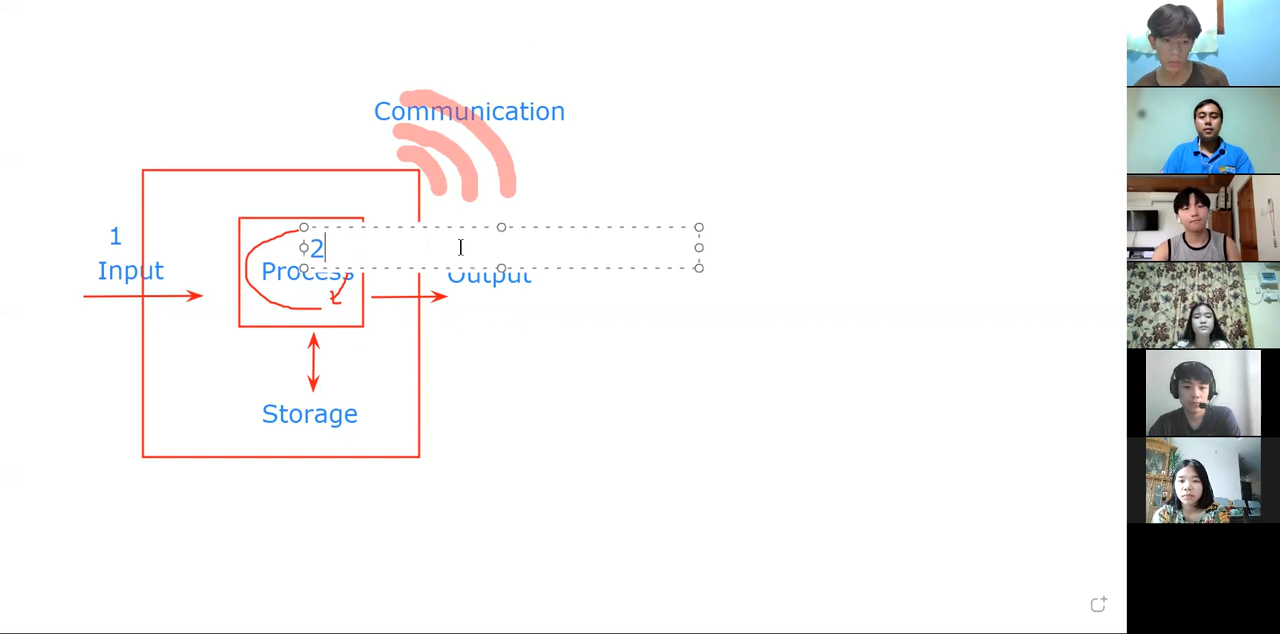 Communication
1
Input
2
Process
Output
Storage